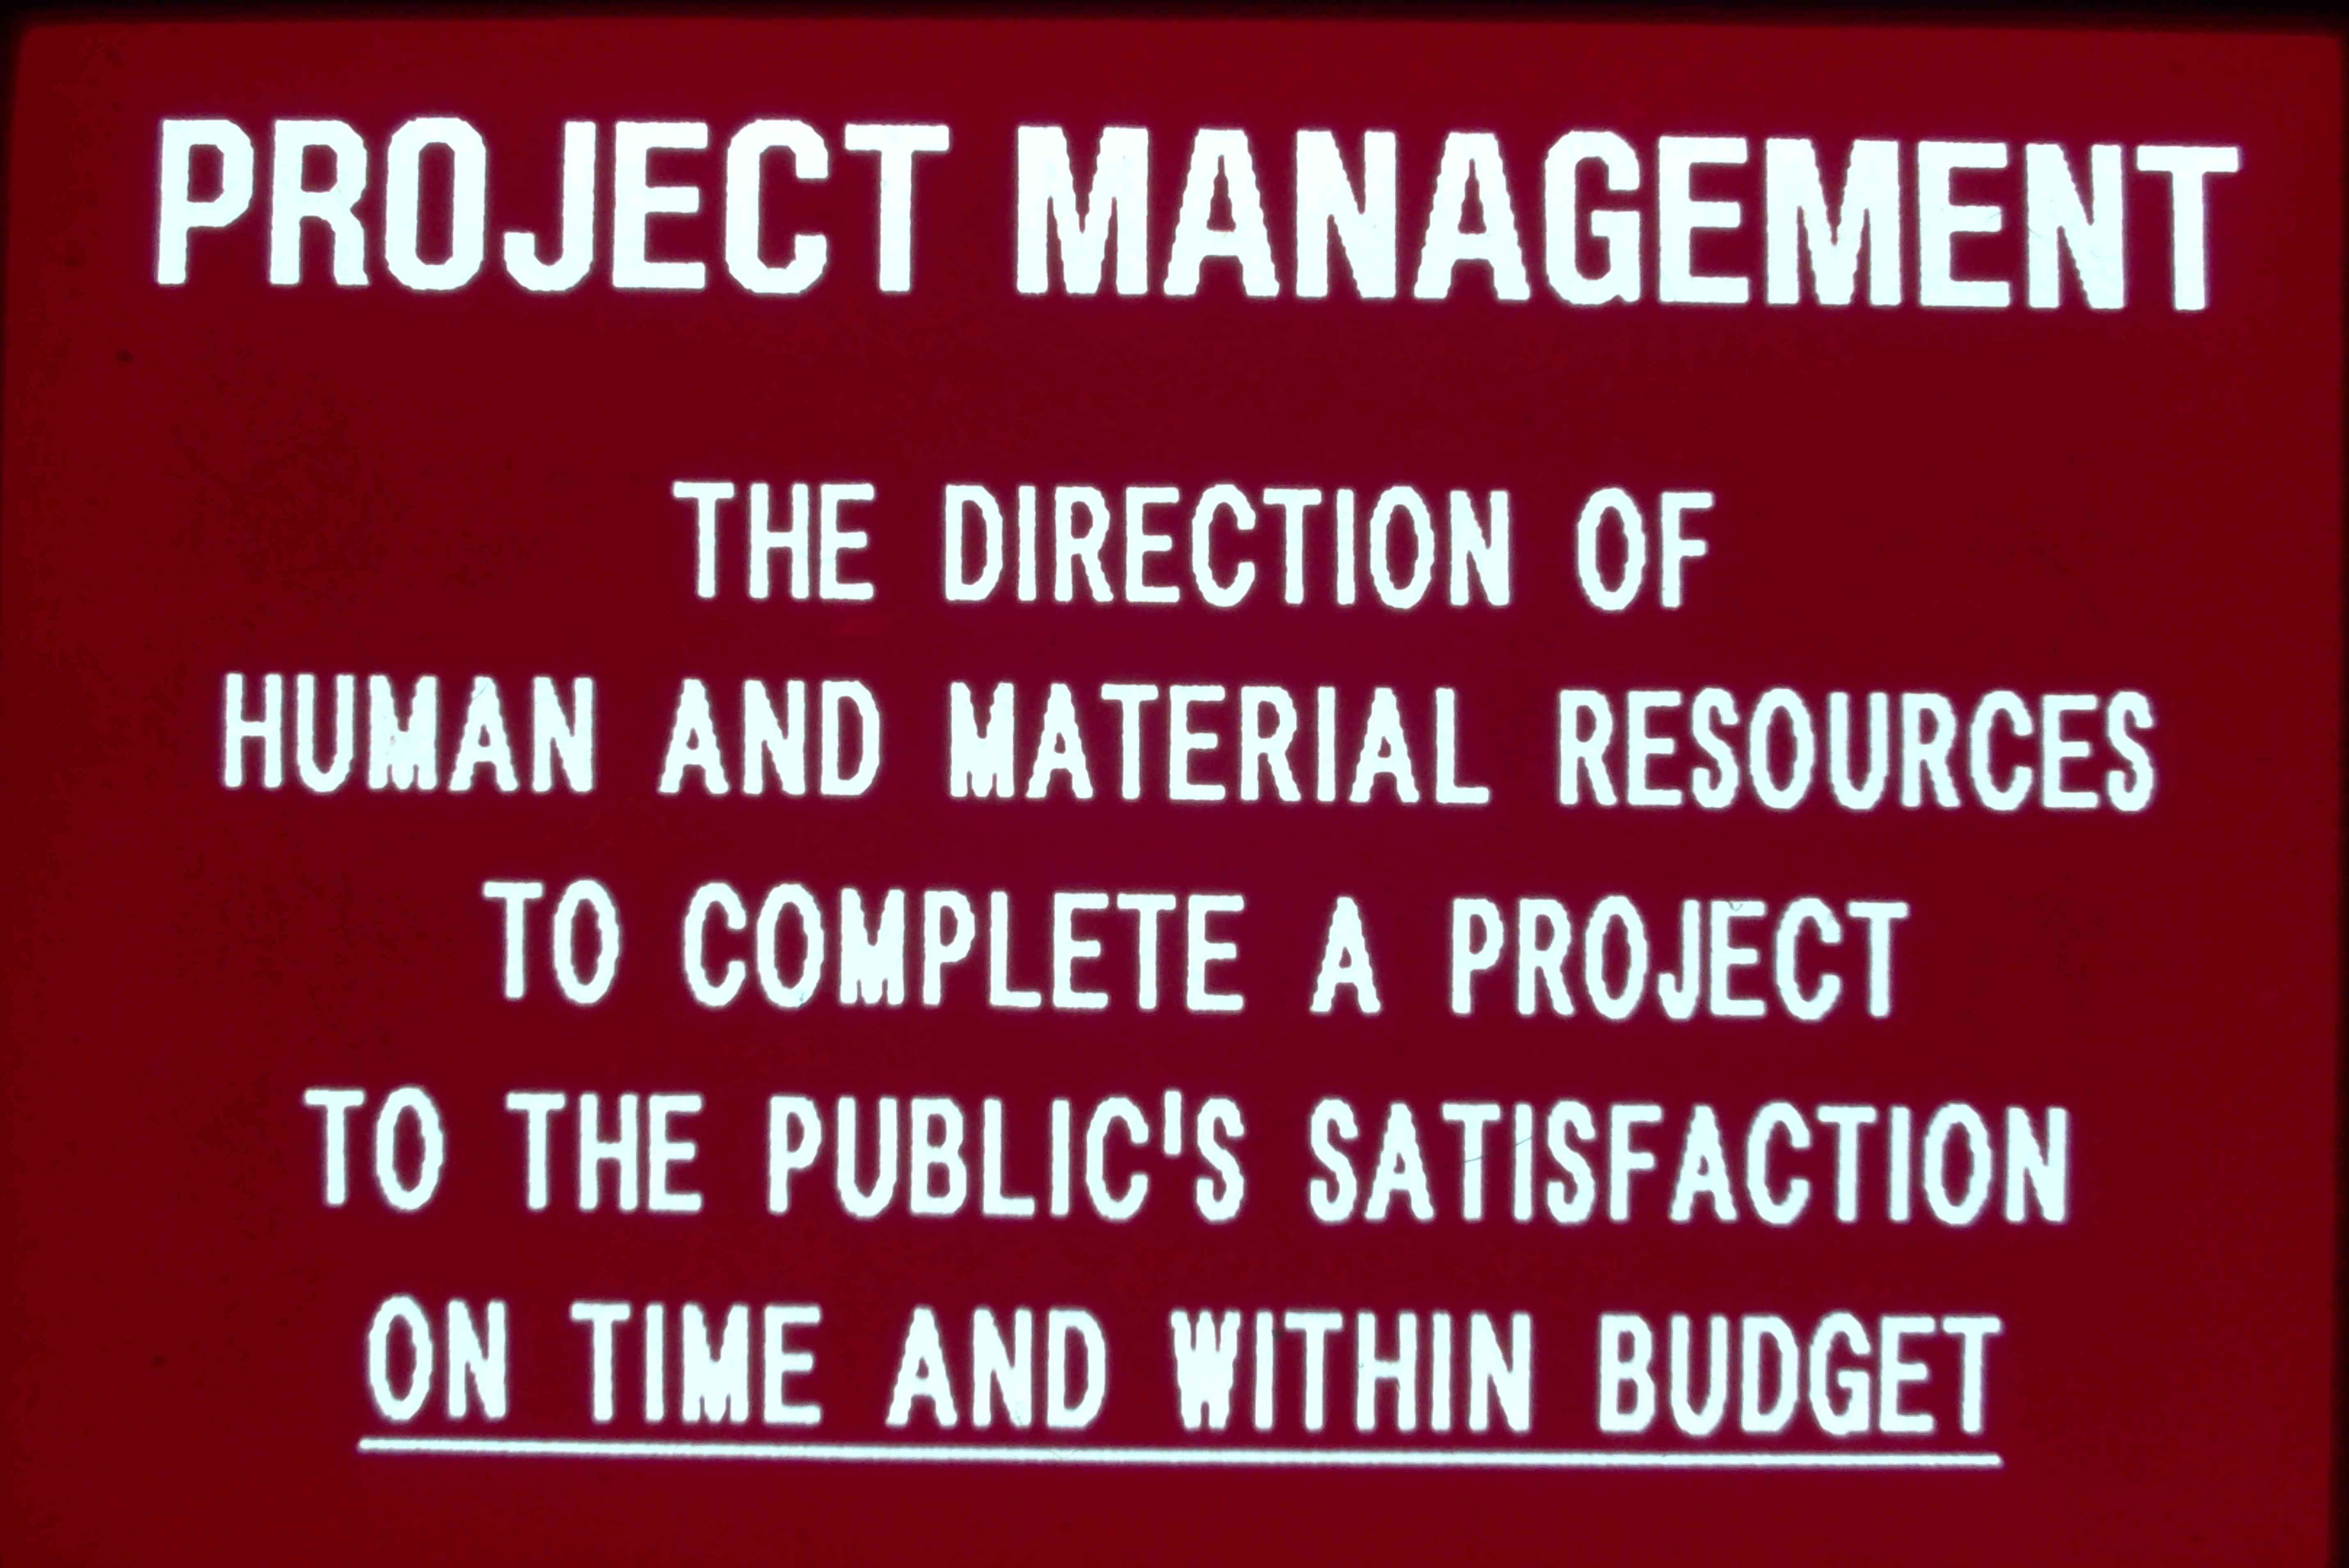 PROJECT MANAGEMENT
THE DIRECTION OF
HUMAN AND MATERIAL RESOURCES
TO COMPLETE A PROJECT
TO THE PUBLIC'S SATISFACTION
ON TIME AND WITHIN BUDGET